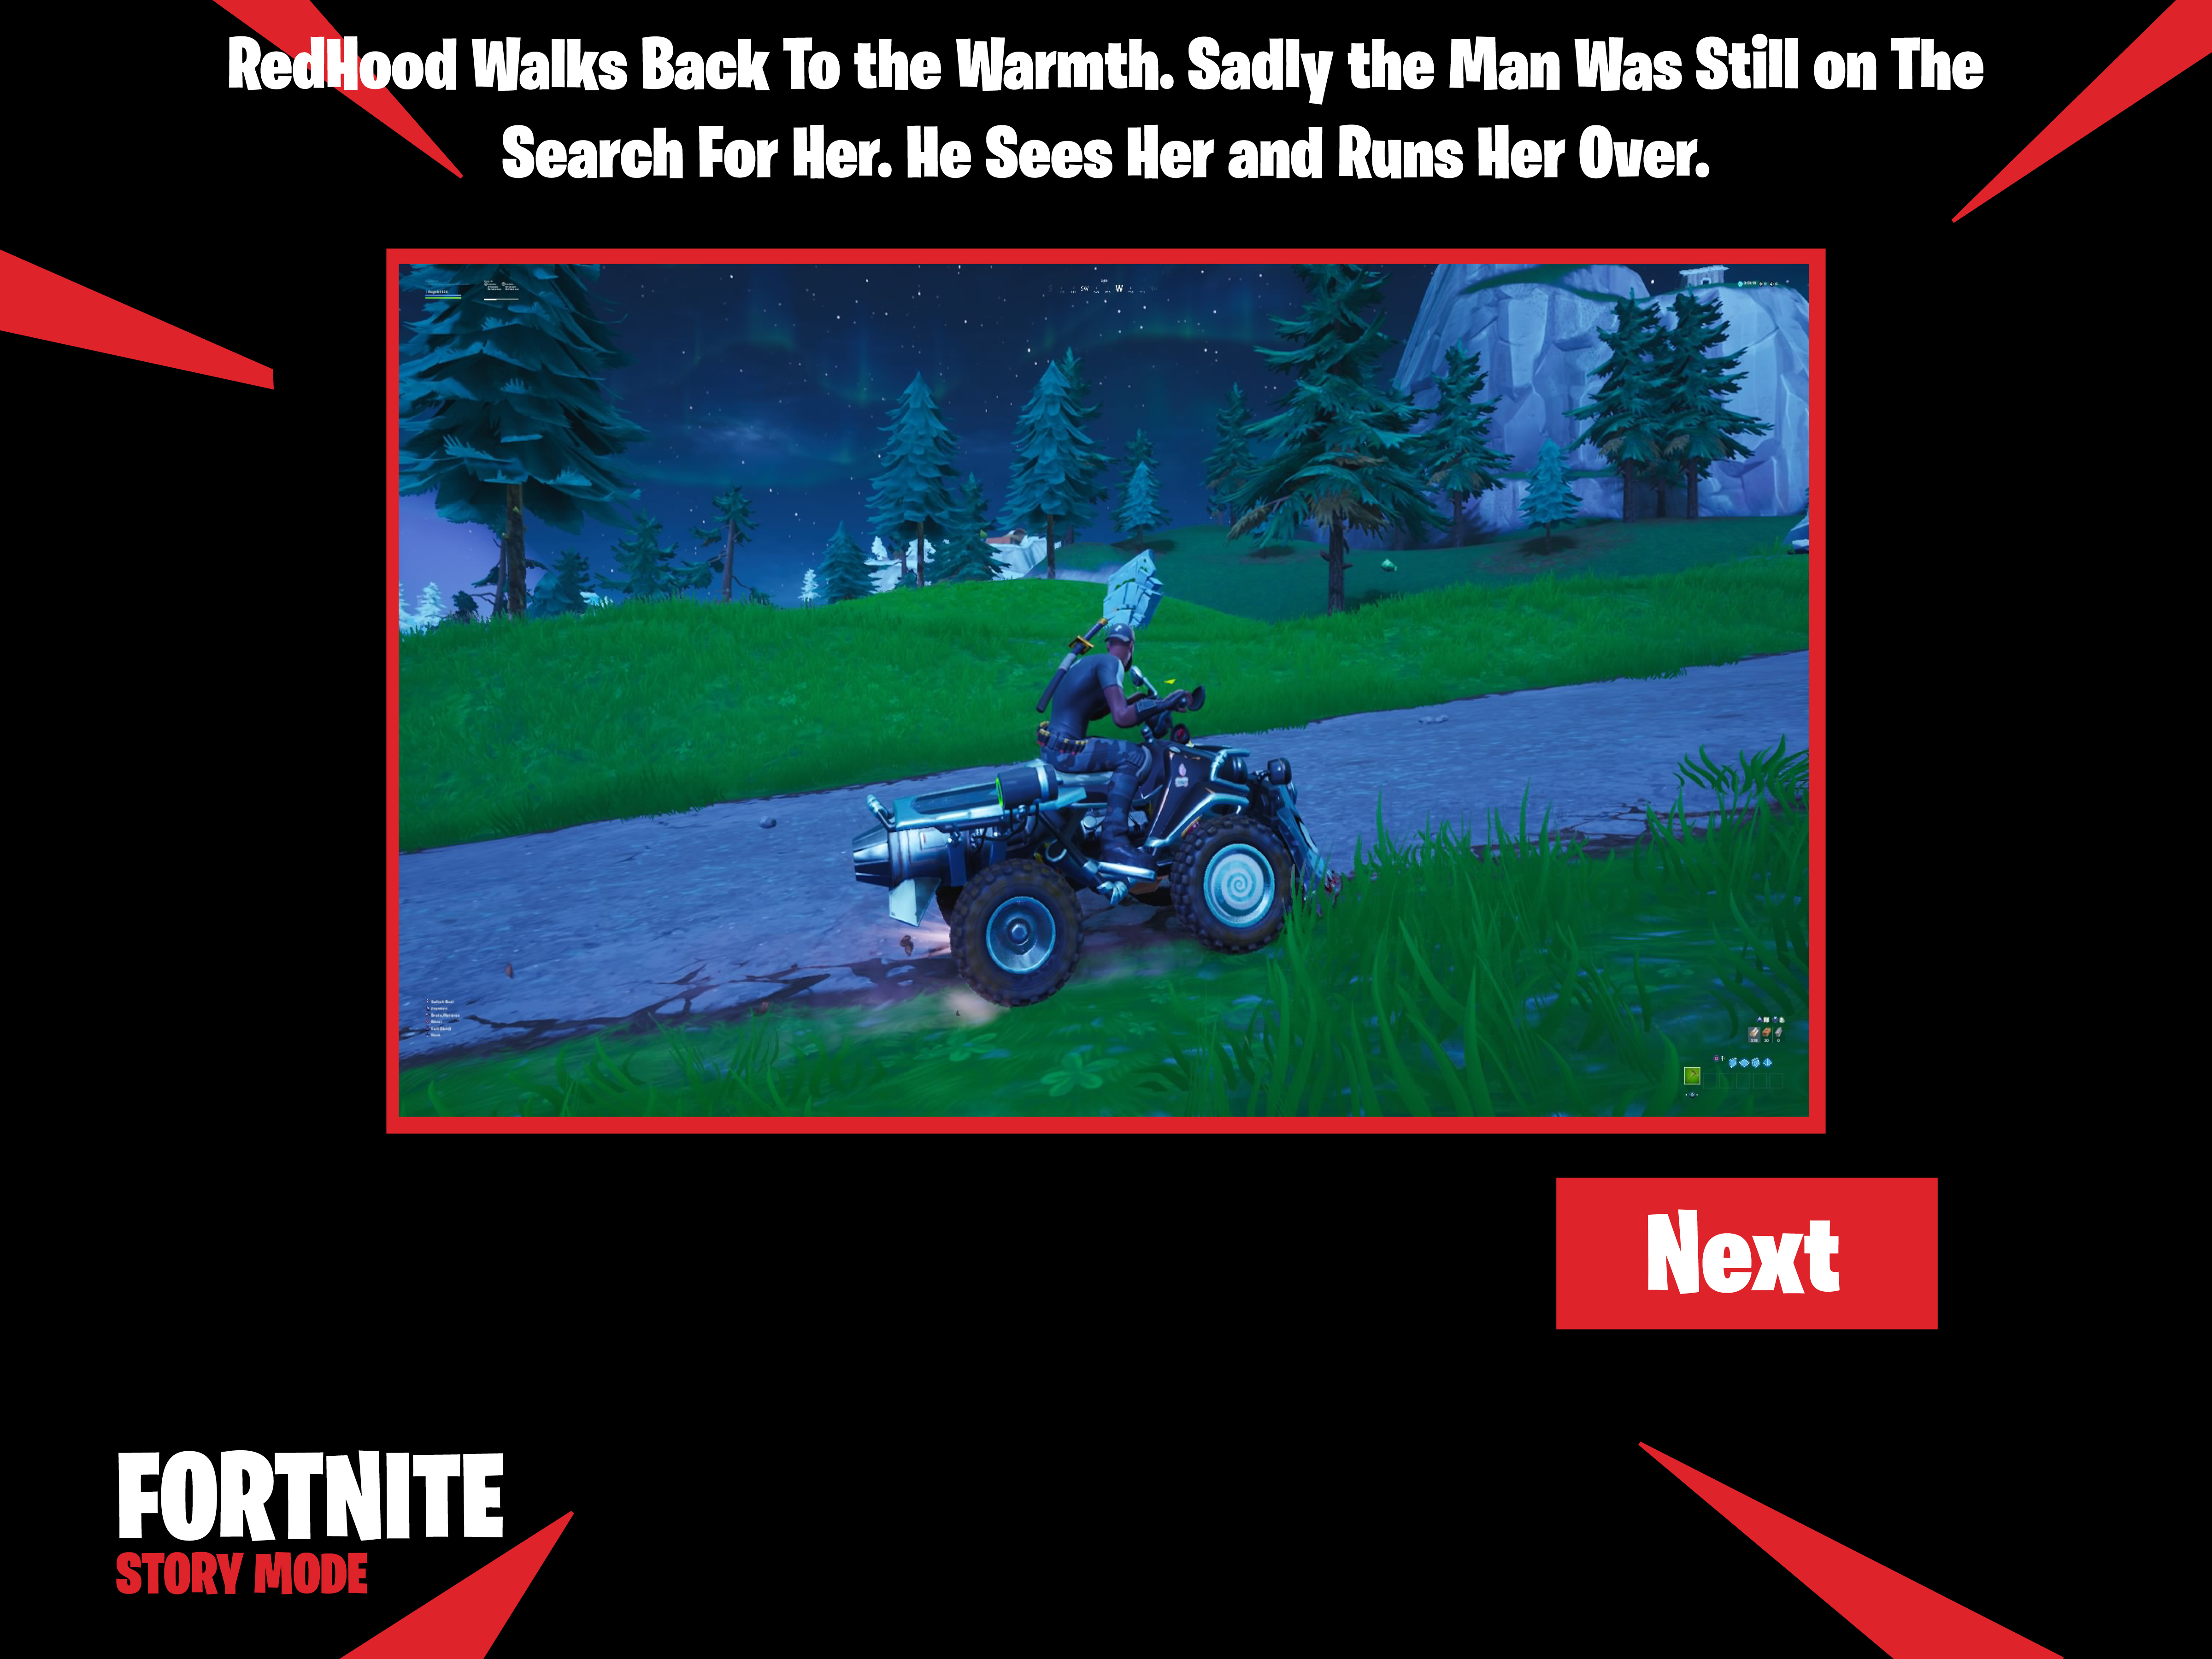 RedHood Walks Back To the Warmth. Sadly the Man Was Still on The
Search For Her. He Sees Her and Runs Her Over.
SW
W
Next
FORTNITE
STORY MODE